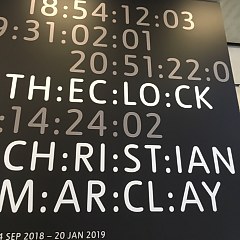 18:54:12:03
9:31:02:01
20:51:22:0
TH:EC:LO:CK
:14:24:02
CH:RI:ST:IAN
M:AR:CL:AY
4 SEP 2018 – 20 JAN 2019